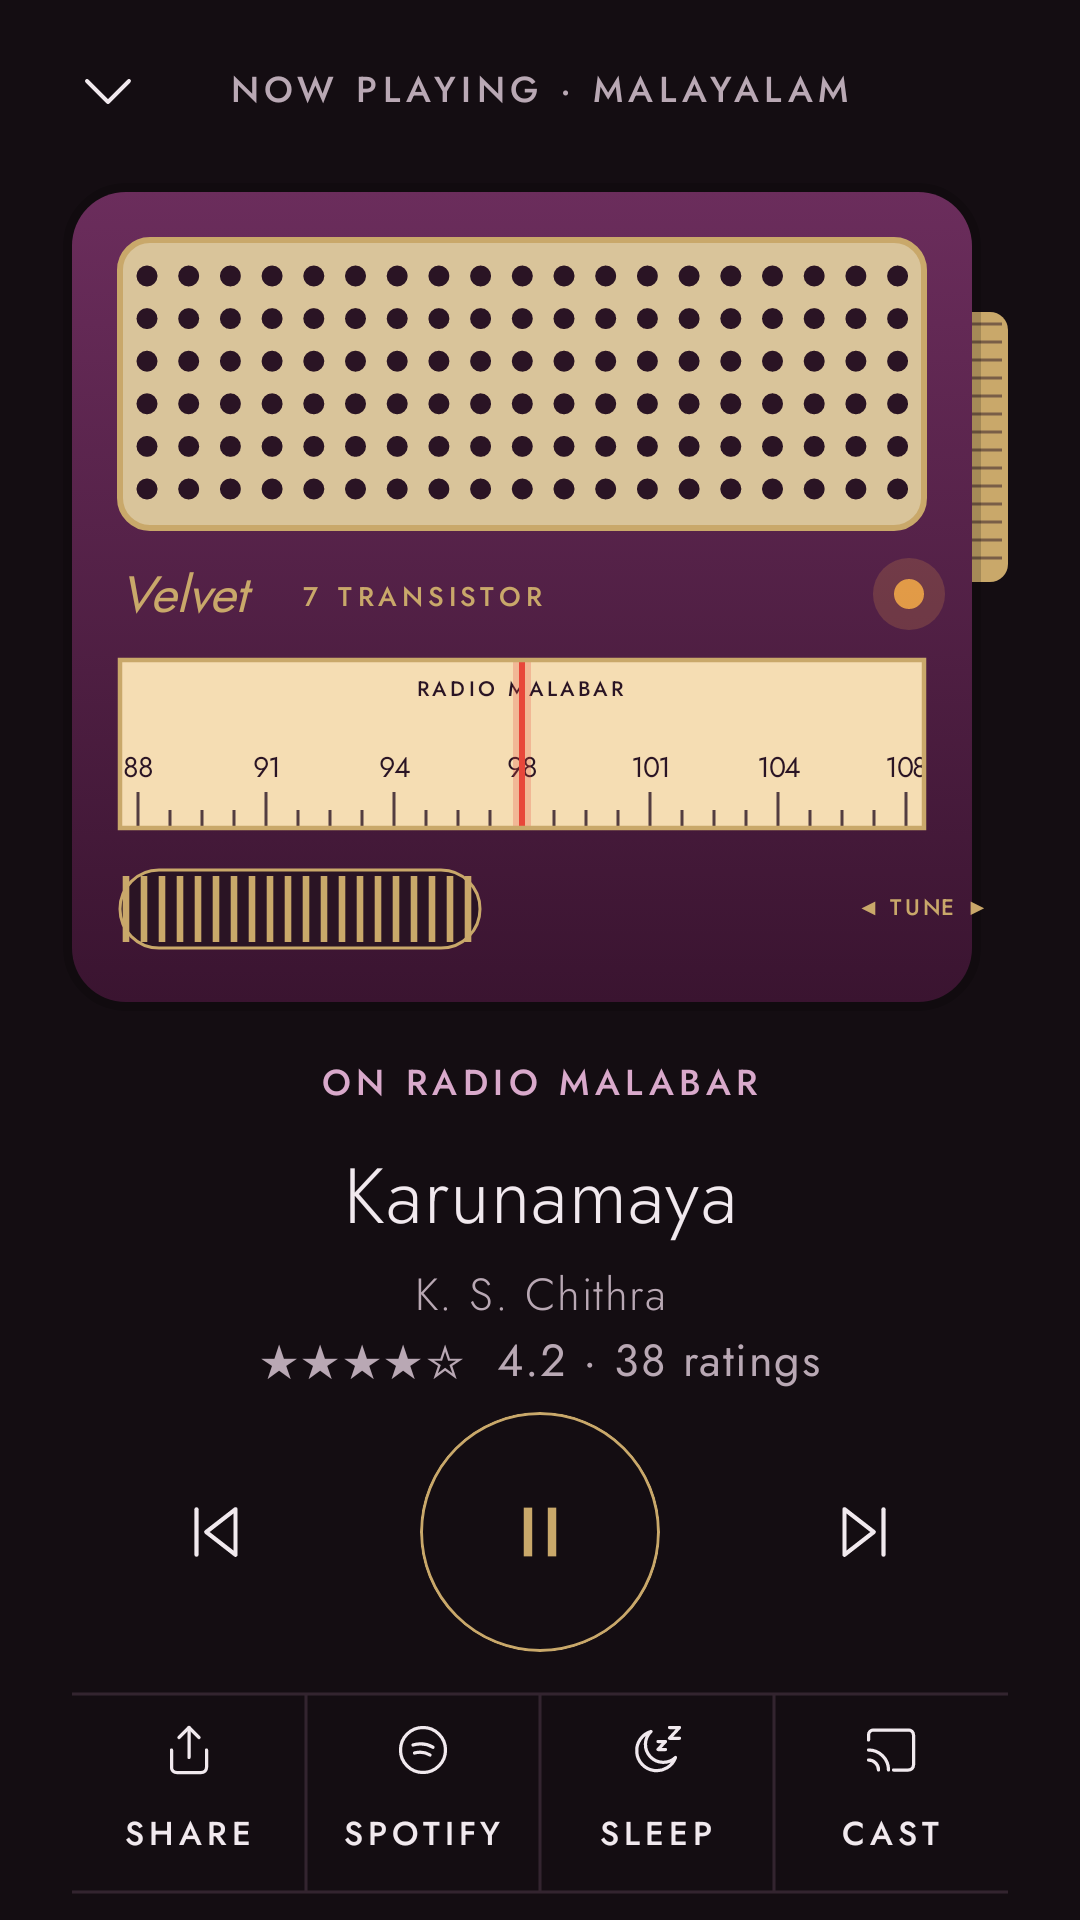 NOW PLAYING · MALAYALAM
Velvet 7 TRANSISTOR
RADIO MALABAR
88 91 94 98 101 104 108
◄ TUNE ►
ON RADIO MALABAR
Karunamaya
K. S. Chithra
★★★★☆ 4.2 · 38 ratings
SHARE SPOTIFY SLEEP CAST